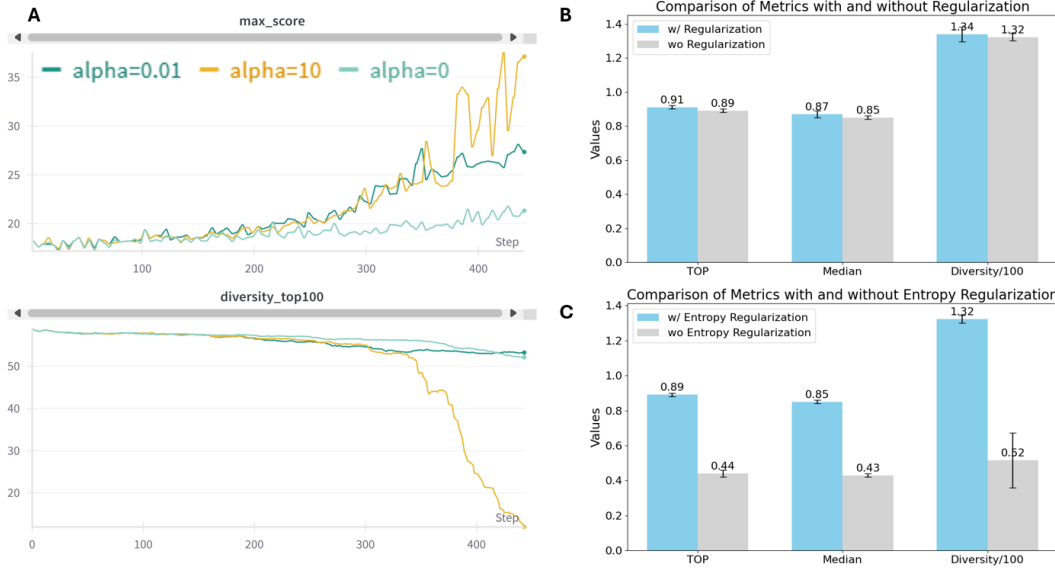 A
max_score
alpha=0.01 alpha=10 alpha=0
35
30
25
20
Step
100 200 300 400
diversity_top100
50
40
30
20
Step
0 100 200 300 400
B
Comparison of Metrics with and without Regularization
w/ Regularization
wo Regularization
Values
1.4
1.2
1.0
0.8
0.6
0.4
0.2
0.0
0.91 0.89 0.87 0.85 1.34 1.32
TOP Median Diversity/100
C
Comparison of Metrics with and without Entropy Regularization
w/ Entropy Regularization
wo Entropy Regularization
Values
1.4
1.2
1.0
0.8
0.6
0.4
0.2
0.0
0.89 0.44 0.85 0.43 1.32 0.52
TOP Median Diversity/100